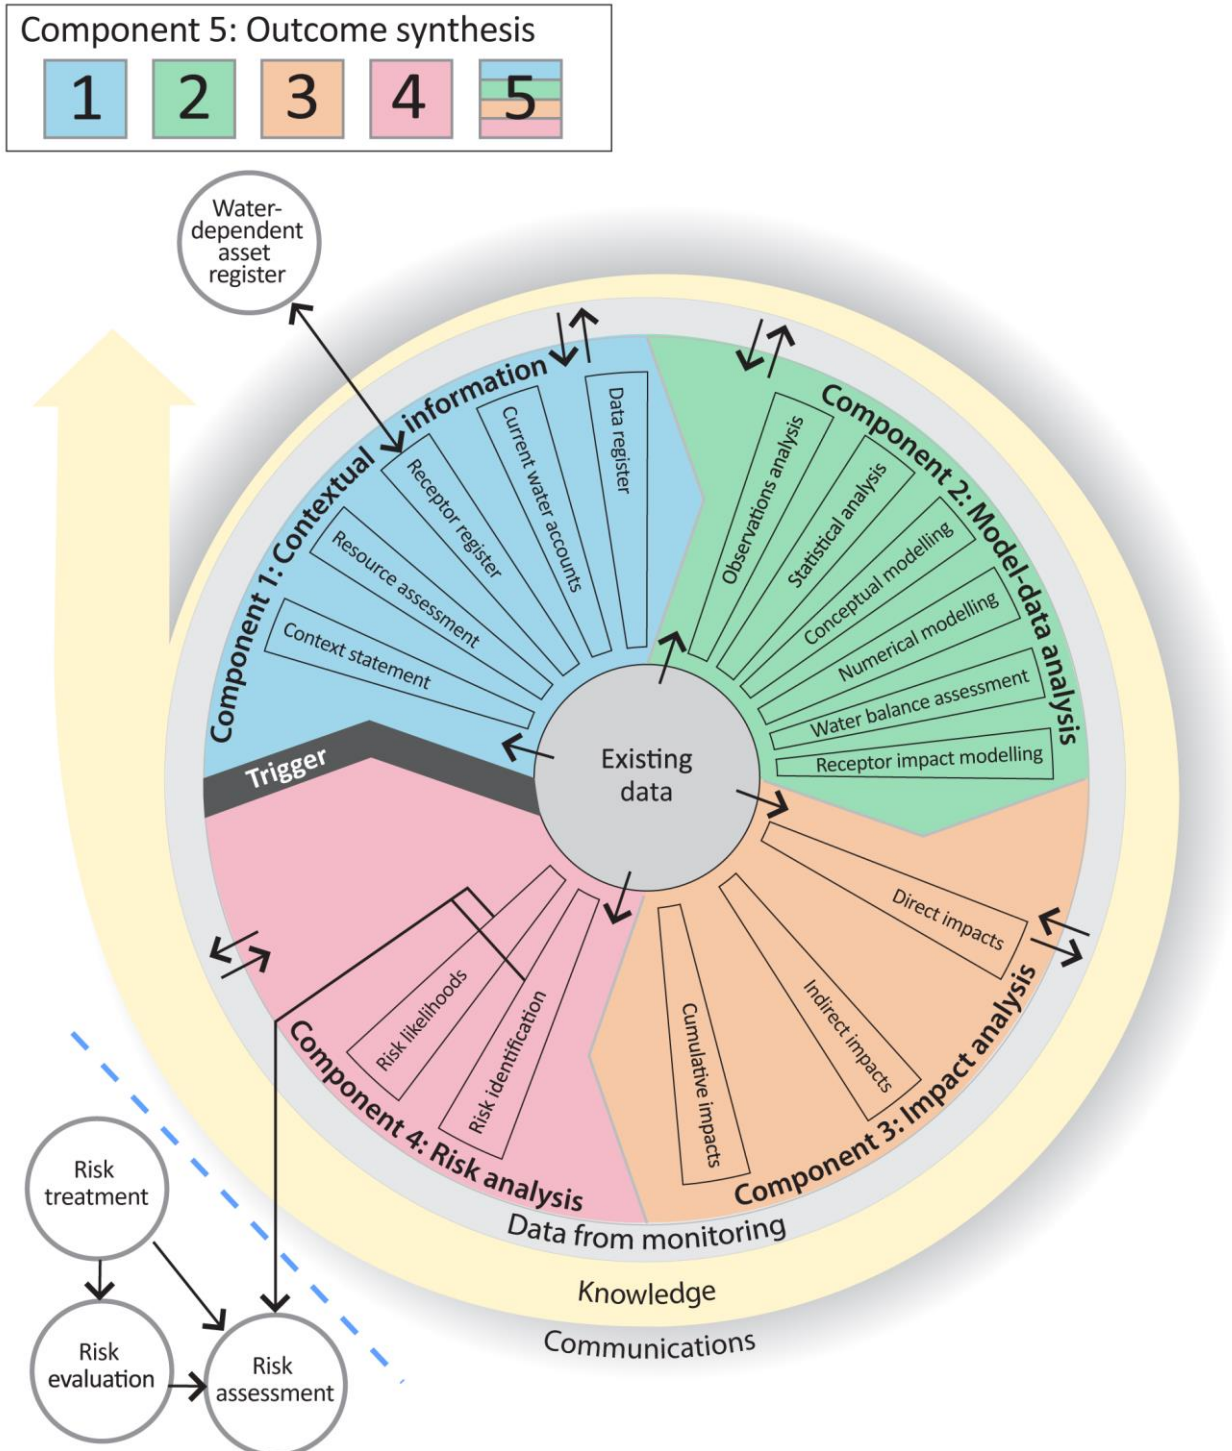 Component 5: Outcome synthesis
1 2 3 4 5
Water-
dependent
asset
register
Component 1: Contextual information
Context statement
Resource assessment
Receptor register
Current water accounts
Data register
Component 2: Model-data analysis
Observations analysis
Statistical analysis
Conceptual modelling
Numerical modelling
Water balance assessment
Receptor impact modelling
Trigger
Existing
data
Component 3: Impact analysis
Direct impacts
Indirect impacts
Cumulative impacts
Component 4: Risk analysis
Risk likelihoods
Risk identification
Data from monitoring
Knowledge
Communications
Risk
treatment
Risk
evaluation
Risk
assessment